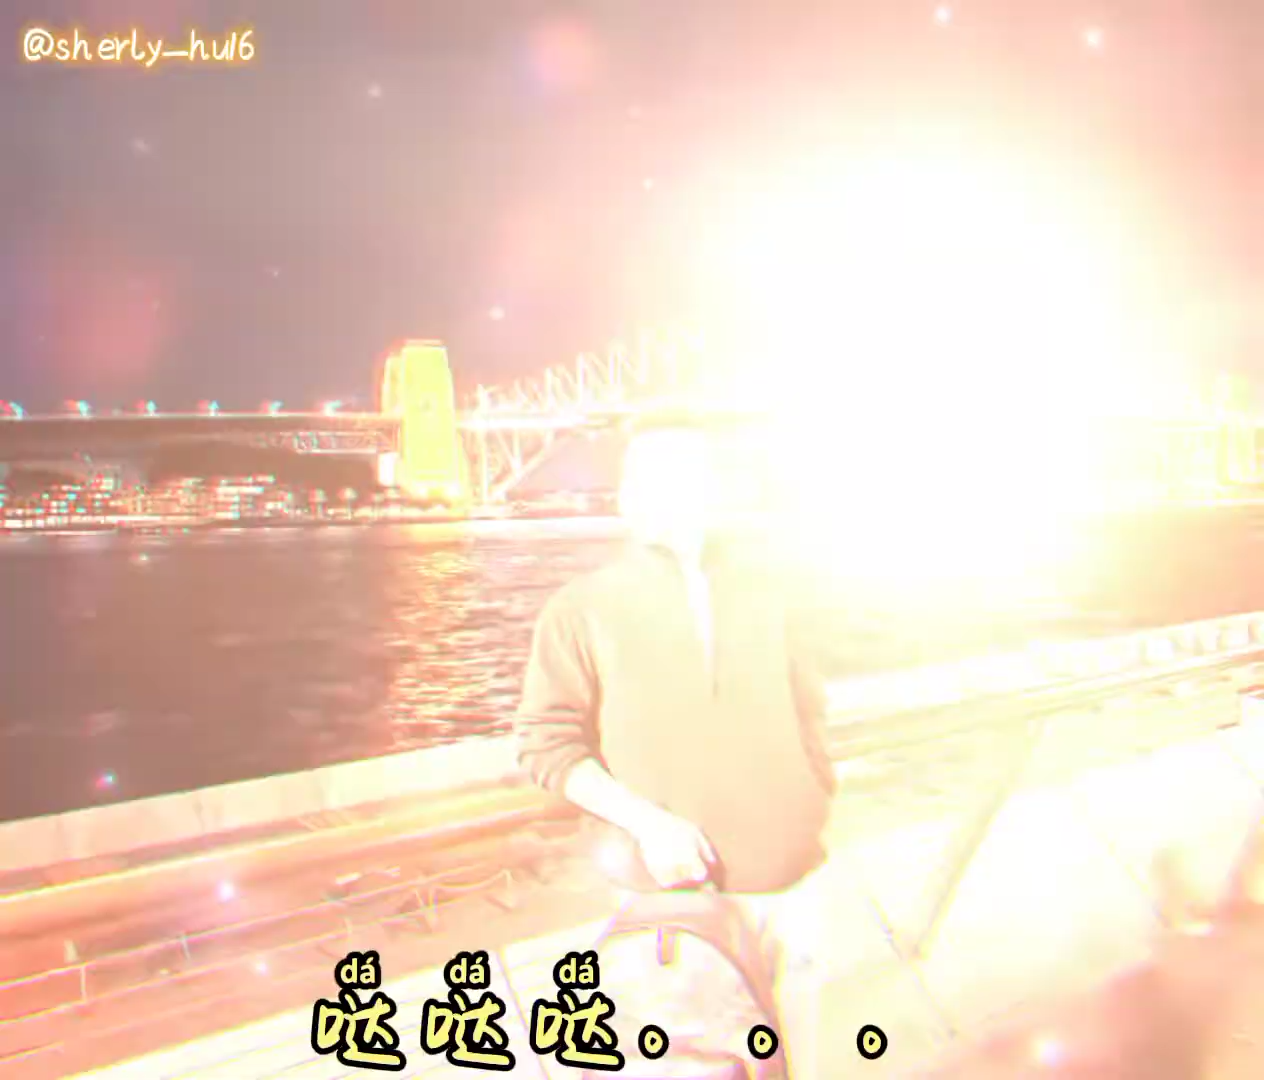 @sherly_hu16
dá dá dá
哒哒哒。。。